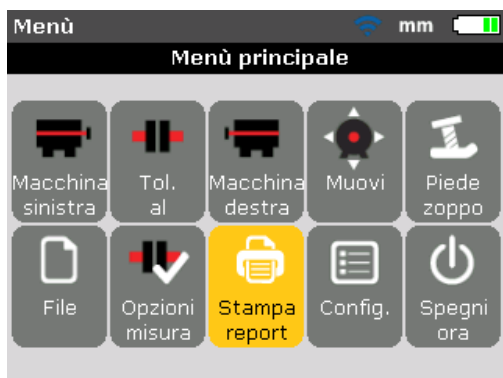 Menù mm
Menù principale
Macchina sinistra
Tol. al
Macchina destra
Muovi
Piede zoppo
File
Opzioni misura
Stampa report
Config.
Spegni ora